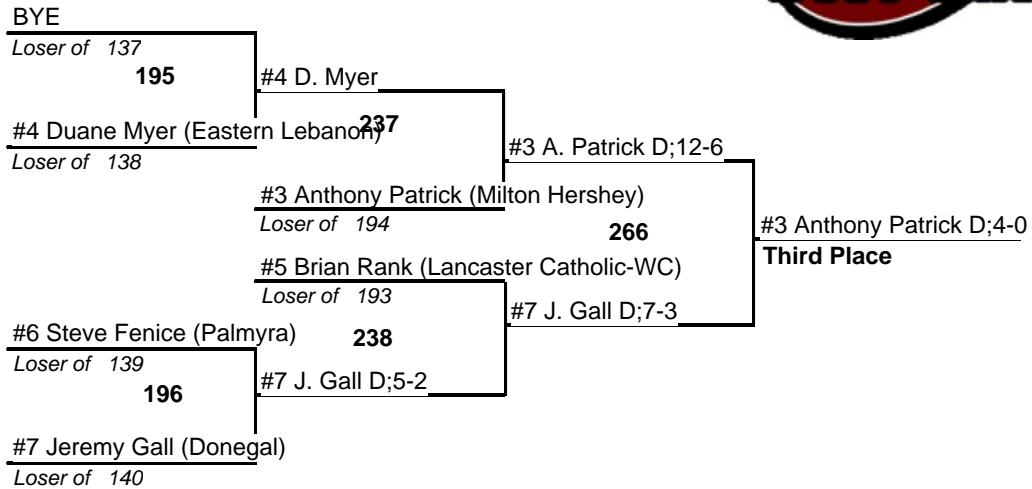 BYE
Loser of 137
195
#4 D. Myer
#4 Duane Myer (Eastern Lebanon)
237
Loser of 138
#3 A. Patrick D;12-6
#3 Anthony Patrick (Milton Hershey)
Loser of 194
266
#3 Anthony Patrick D;4-0
Third Place
#5 Brian Rank (Lancaster Catholic-WC)
Loser of 193
#7 J. Gall D;7-3
#6 Steve Fenice (Palmyra)
238
Loser of 139
#7 J. Gall D;5-2
196
#7 Jeremy Gall (Donegal)
Loser of 140